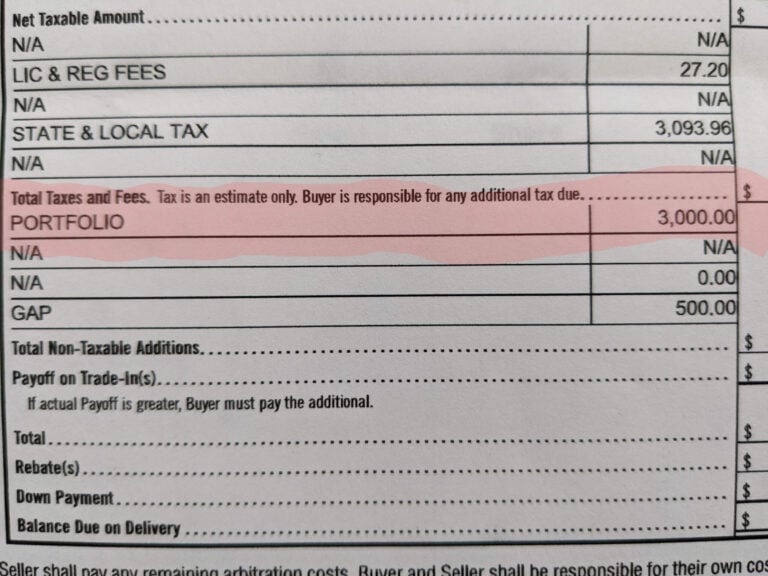 Net Taxable Amount........................................................ $
N/A N/A
LIC & REG FEES 27.20
N/A N/A
STATE & LOCAL TAX 3,093.96
N/A N/A
Total Taxes and Fees. Tax is an estimate only. Buyer is responsible for any additional tax due.......................... $
PORTFOLIO 3,000.00
N/A N/A
N/A 0.00
GAP 500.00
Total Non-Taxable Additions........................................................ $
Payoff on Trade-In(s)........................................................ $
If actual Payoff is greater, Buyer must pay the additional.
Total........................................................ $
Rebate(s)........................................................ $
Down Payment........................................................ $
Balance Due on Delivery........................................................ $
Seller shall pay any remaining arbitration costs. Buyer and Seller shall be responsible for their own